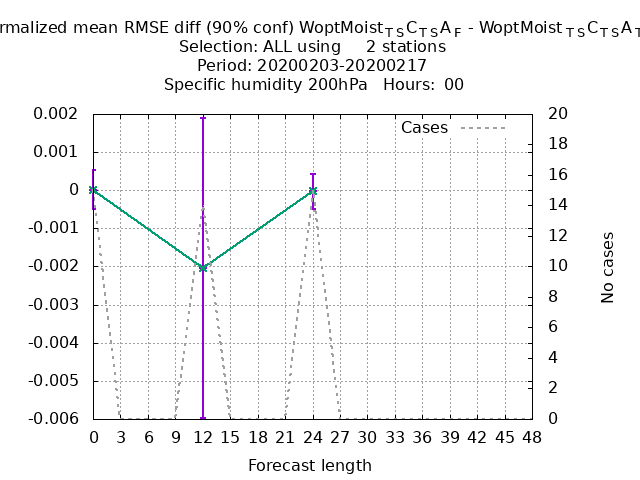 rmalized mean RMSE diff (90% conf) WoptMoistTSCTSAF - WoptMoistTSCTSAT
Selection: ALL using 2 stations
Period: 20200203-20200217
Specific humidity 200hPa Hours: 00
Cases
0.002
0.001
0
-0.001
-0.002
-0.003
-0.004
-0.005
-0.006
20
18
16
14
12
10
8
6
4
2
0
No cases
0 3 6 9 12 15 18 21 24 27 30 33 36 39 42 45 48
Forecast length